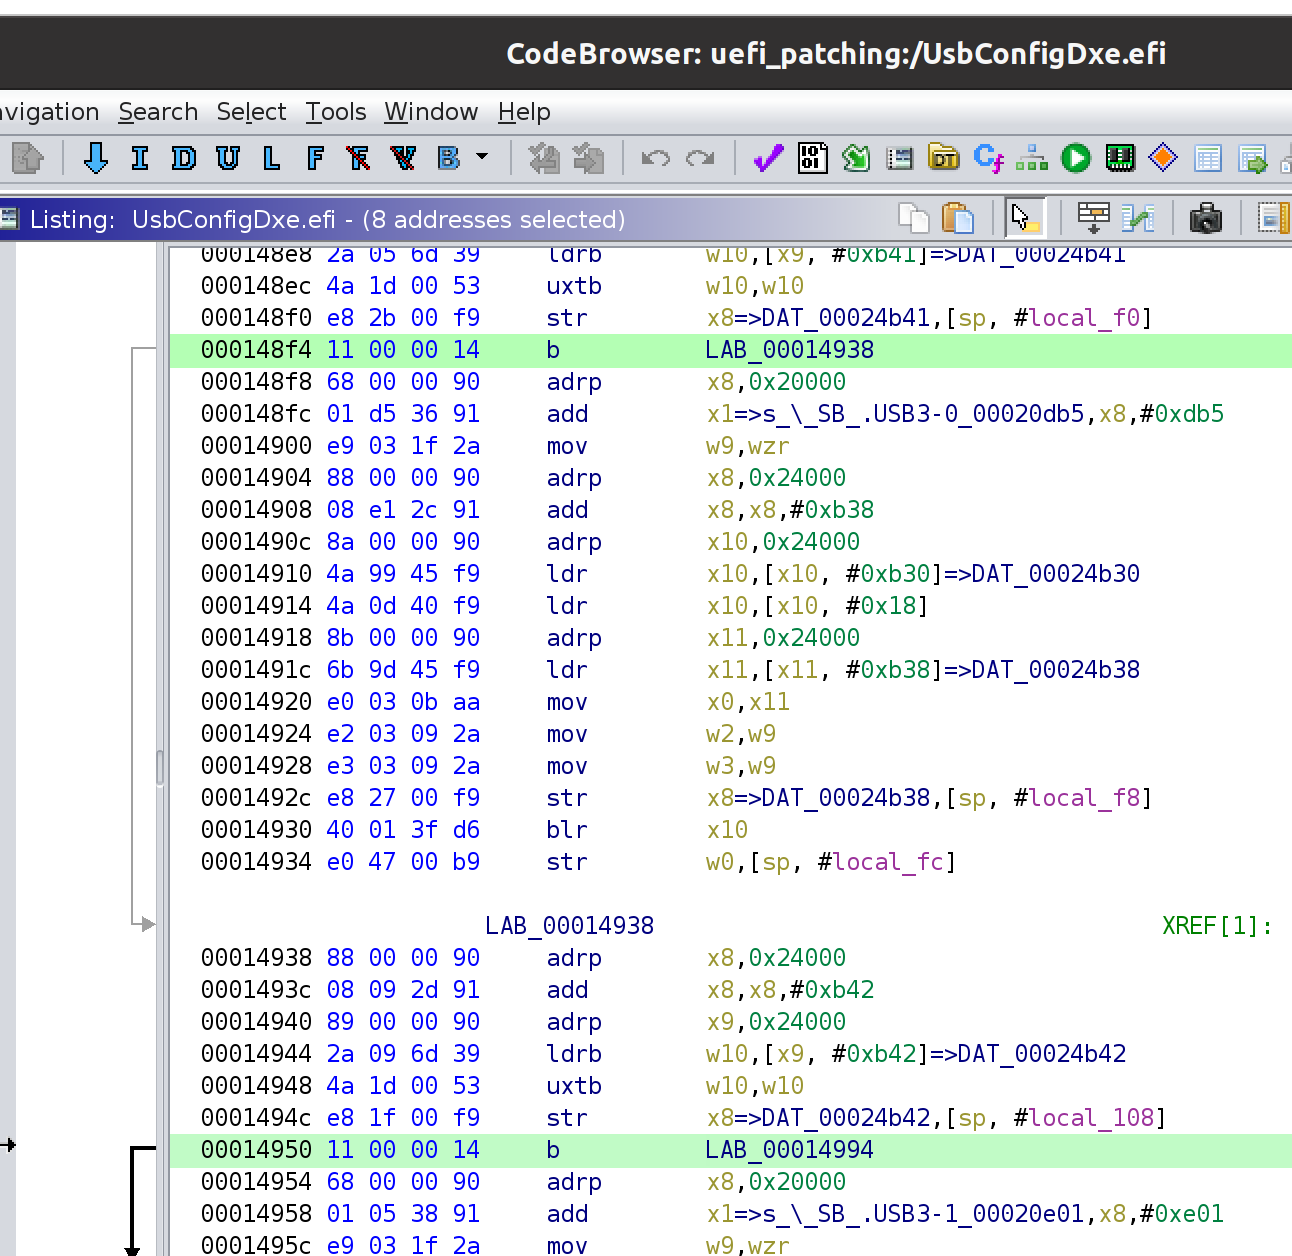 CodeBrowser: uefi_patching:/UsbConfigDxe.efi
avigation Search Select Tools Window Help
I D U L F F V B DT Cf
Listing: UsbConfigDxe.efi - (8 addresses selected)
000148e8 2a 05 6d 39 ldrb w10,[x9, #0xb41]=>DAT_00024b41
000148ec 4a 1d 00 53 uxtb w10,w10
000148f0 e8 2b 00 f9 str x8=>DAT_00024b41,[sp, #local_f0]
000148f4 11 00 00 14 b LAB_00014938
000148f8 68 00 00 90 adrp x8,0x20000
000148fc 01 d5 36 91 add x1=>s_\_SB_.USB3-0_00020db5,x8,#0xdb5
00014900 e9 03 1f 2a mov w9,wzr
00014904 88 00 00 90 adrp x8,0x24000
00014908 08 e1 2c 91 add x8,x8,#0xb38
0001490c 8a 00 00 90 adrp x10,0x24000
00014910 4a 99 45 f9 ldr x10,[x10, #0xb30]=>DAT_00024b30
00014914 4a 0d 40 f9 ldr x10,[x10, #0x18]
00014918 8b 00 00 90 adrp x11,0x24000
0001491c 6b 9d 45 f9 ldr x11,[x11, #0xb38]=>DAT_00024b38
00014920 e0 03 0b aa mov x0,x11
00014924 e2 03 09 2a mov w2,w9
00014928 e3 03 09 2a mov w3,w9
0001492c e8 27 00 f9 str x8=>DAT_00024b38,[sp, #local_f8]
00014930 40 01 3f d6 blr x10
00014934 e0 47 00 b9 str w0,[sp, #local_fc]
LAB_00014938 XREF[1]:
00014938 88 00 00 90 adrp x8,0x24000
0001493c 08 09 2d 91 add x8,x8,#0xb42
00014940 89 00 00 90 adrp x9,0x24000
00014944 2a 09 6d 39 ldrb w10,[x9, #0xb42]=>DAT_00024b42
00014948 4a 1d 00 53 uxtb w10,w10
0001494c e8 1f 00 f9 str x8=>DAT_00024b42,[sp, #local_108]
00014950 11 00 00 14 b LAB_00014994
00014954 68 00 00 90 adrp x8,0x20000
00014958 01 05 38 91 add x1=>s_\_SB_.USB3-1_00020e01,x8,#0xe01
0001495c e9 03 1f 2a mov w9,wzr